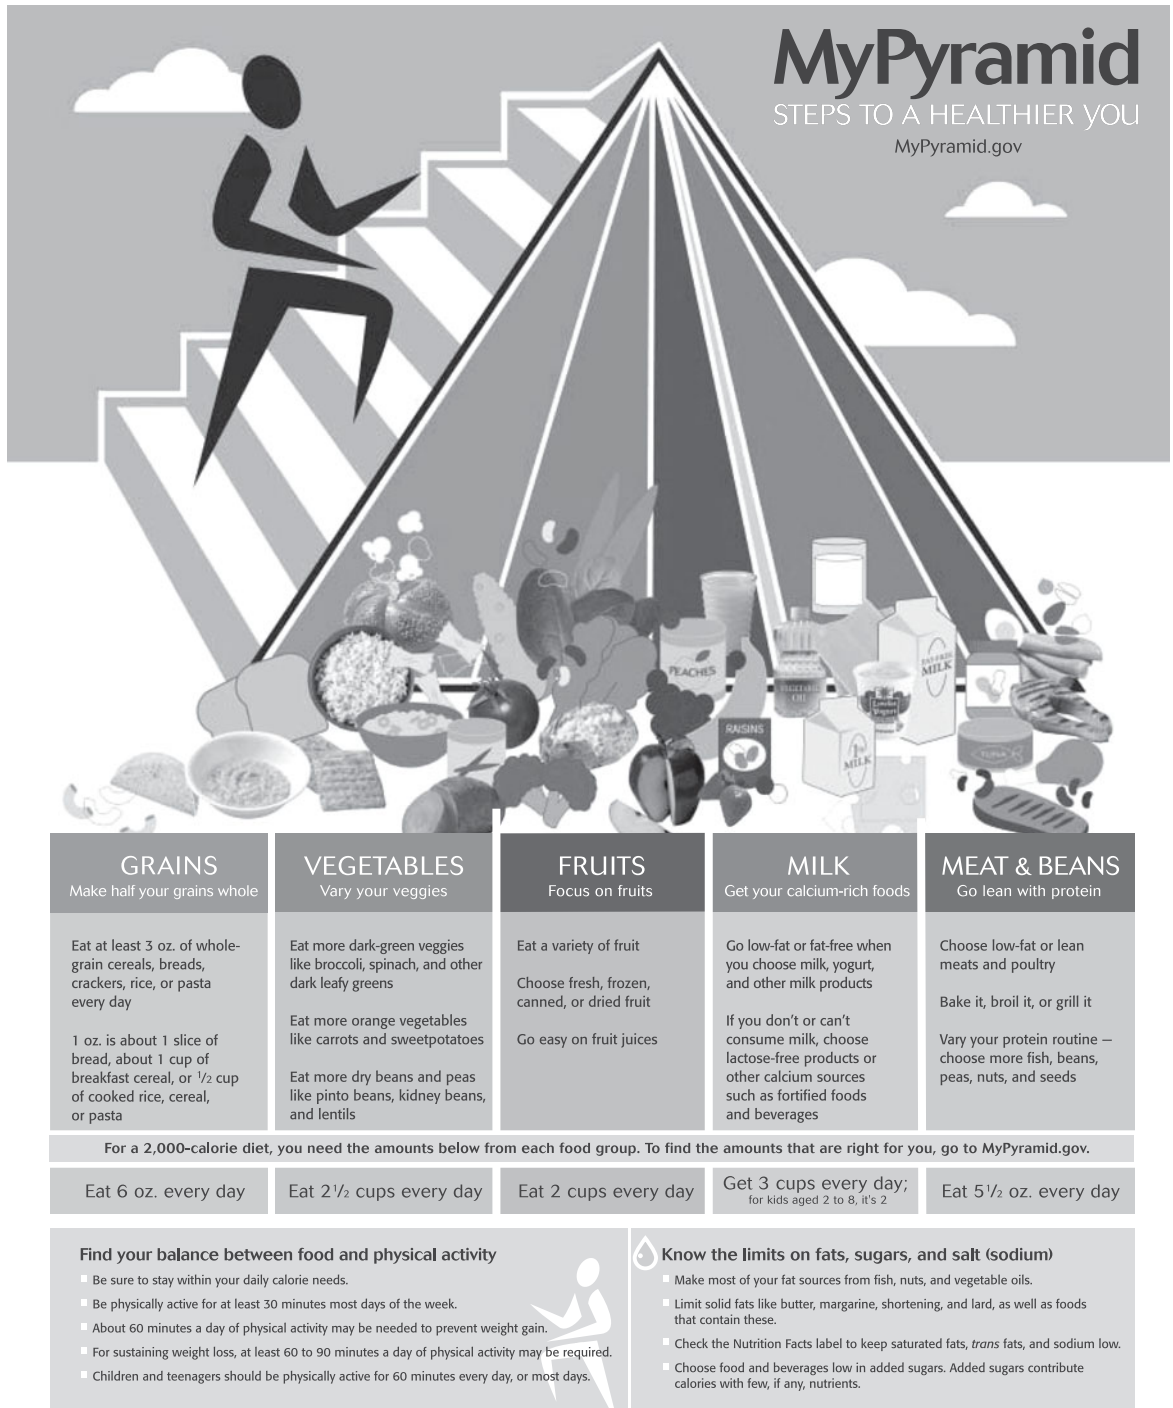 MyPyramid
STEPS TO A HEALTHIER YOU
MyPyramid.gov
PEACHES
VEGETABLE
OIL
FAT-FREE
MILK
RAISINS
1%
MILK
TUNA
GRAINS
Make half your grains whole
Eat at least 3 oz. of whole-
grain cereals, breads,
crackers, rice, or pasta
every day
1 oz. is about 1 slice of
bread, about 1 cup of
breakfast cereal, or 1/2 cup
of cooked rice, cereal,
or pasta
VEGETABLES
Vary your veggies
Eat more dark-green veggies
like broccoli, spinach, and other
dark leafy greens
Eat more orange vegetables
like carrots and sweetpotatoes
Eat more dry beans and peas
like pinto beans, kidney beans,
and lentils
FRUITS
Focus on fruits
Eat a variety of fruit
Choose fresh, frozen,
canned, or dried fruit
Go easy on fruit juices
MILK
Get your calcium-rich foods
Go low-fat or fat-free when
you choose milk, yogurt,
and other milk products
If you don't or can't
consume milk, choose
lactose-free products or
other calcium sources
such as fortified foods
and beverages
MEAT & BEANS
Go lean with protein
Choose low-fat or lean
meats and poultry
Bake it, broil it, or grill it
Vary your protein routine —
choose more fish, beans,
peas, nuts, and seeds
For a 2,000-calorie diet, you need the amounts below from each food group. To find the amounts that are right for you, go to MyPyramid.gov.
Eat 6 oz. every day
Eat 2 1/2 cups every day
Eat 2 cups every day
Get 3 cups every day;
for kids aged 2 to 8, it's 2
Eat 5 1/2 oz. every day
Find your balance between food and physical activity
Be sure to stay within your daily calorie needs.
Be physically active for at least 30 minutes most days of the week.
About 60 minutes a day of physical activity may be needed to prevent weight gain.
For sustaining weight loss, at least 60 to 90 minutes a day of physical activity may be required.
Children and teenagers should be physically active for 60 minutes every day, or most days.
Know the limits on fats, sugars, and salt (sodium)
Make most of your fat sources from fish, nuts, and vegetable oils.
Limit solid fats like butter, margarine, shortening, and lard, as well as foods
that contain these.
Check the Nutrition Facts label to keep saturated fats, trans fats, and sodium low.
Choose food and beverages low in added sugars. Added sugars contribute
calories with few, if any, nutrients.